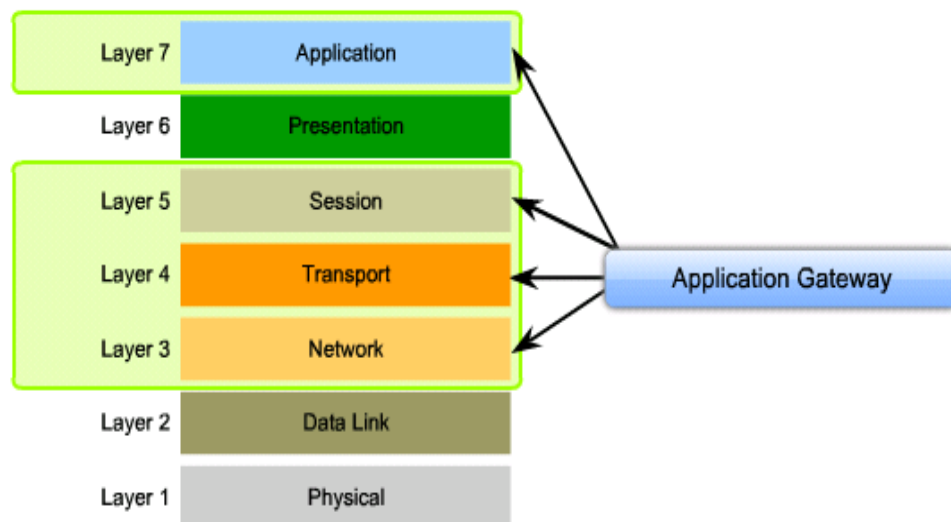 Layer 7 Application
Layer 6 Presentation
Layer 5 Session
Layer 4 Transport
Layer 3 Network
Layer 2 Data Link
Layer 1 Physical
Application Gateway